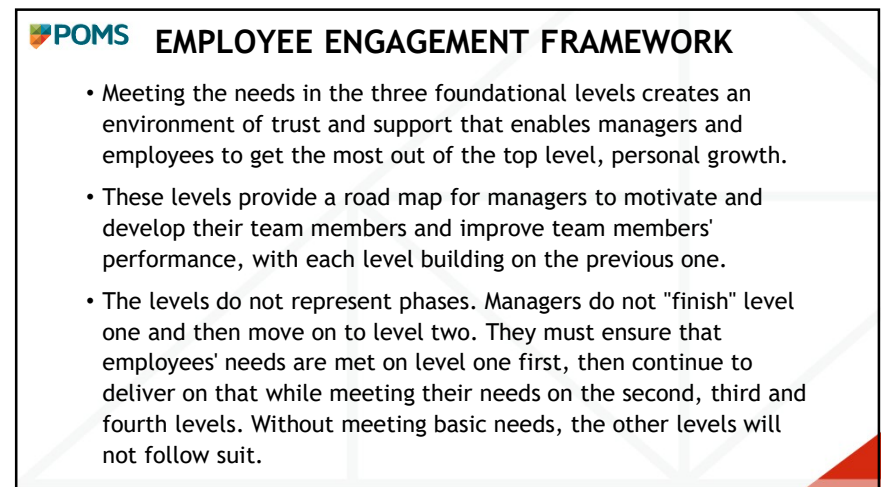 POMS
EMPLOYEE ENGAGEMENT FRAMEWORK
• Meeting the needs in the three foundational levels creates an
environment of trust and support that enables managers and
employees to get the most out of the top level, personal growth.
• These levels provide a road map for managers to motivate and
develop their team members and improve team members'
performance, with each level building on the previous one.
• The levels do not represent phases. Managers do not "finish" level
one and then move on to level two. They must ensure that
employees' needs are met on level one first, then continue to
deliver on that while meeting their needs on the second, third and
fourth levels. Without meeting basic needs, the other levels will
not follow suit.